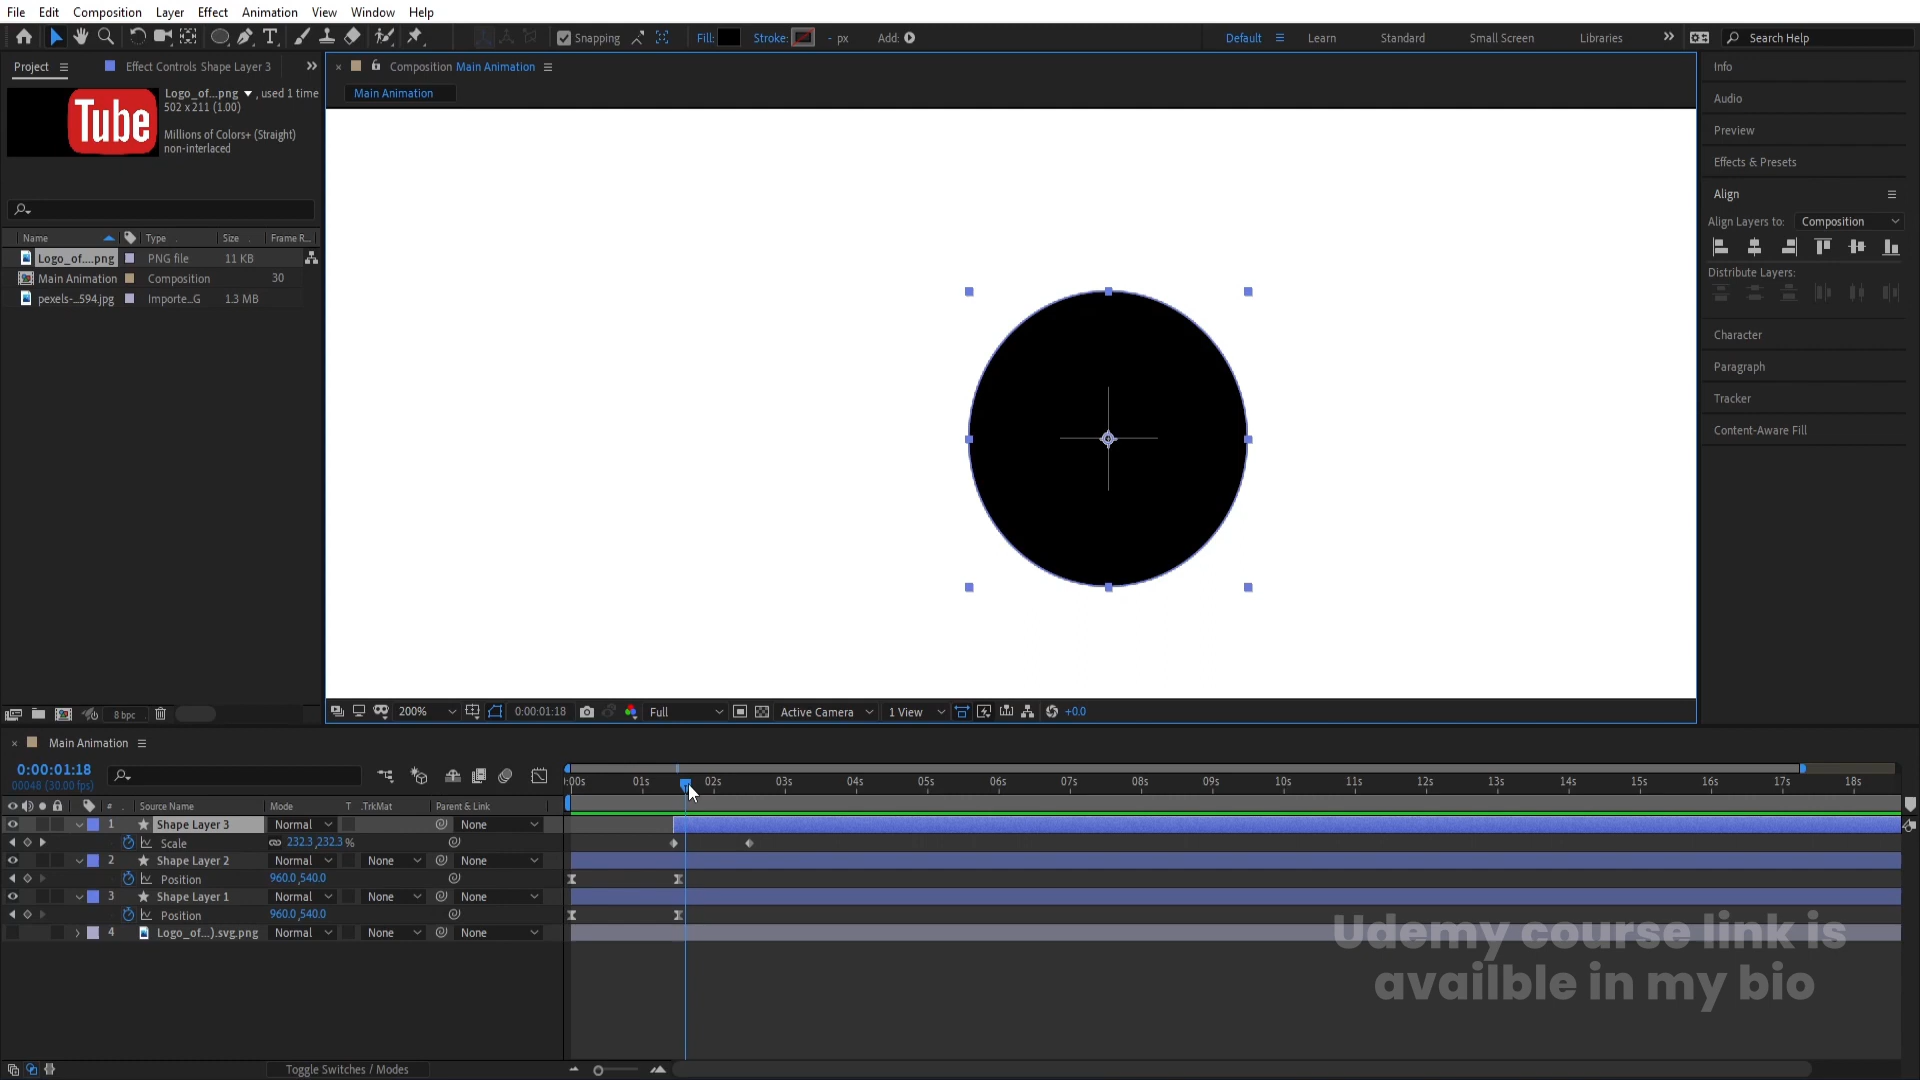 File Edit Composition Layer Effect Animation View Window Help
Snapping Fill: Stroke: - px Add: Default Learn Standard Small Screen Libraries Search Help
Project Effect Controls Shape Layer 3
Composition Main Animation
Main Animation
Tube
Logo_of...png , used 1 time
502 x 211 (1.00)
Millions of Colors+ (Straight)
non-interlaced
Name Type Size Frame R...
Logo_of....png PNG file 11 KB
Main Animation Composition 30
pexels-...594.jpg Importe...G 1.3 MB
8 bpc
200% 0:00:01:18 Full Active Camera 1 View +0.0
Info
Audio
Preview
Effects & Presets
Align
Align Layers to: Composition
Distribute Layers:
Character
Paragraph
Tracker
Content-Aware Fill
Main Animation
0:00:01:18
00048 (30.00 fps)
:00s 01s 02s 03s 04s 05s 06s 07s 08s 09s 10s 11s 12s 13s 14s 15s 16s 17s 18s
# Source Name Mode T .TrkMat Parent & Link
1 Shape Layer 3 Normal None
Scale 232.3,232.3%
2 Shape Layer 2 Normal None None
Position 960.0,540.0
3 Shape Layer 1 Normal None None
Position 960.0,540.0
4 Logo_of...).svg.png Normal None None
Toggle Switches / Modes
Udemy course link is
availble in my bio